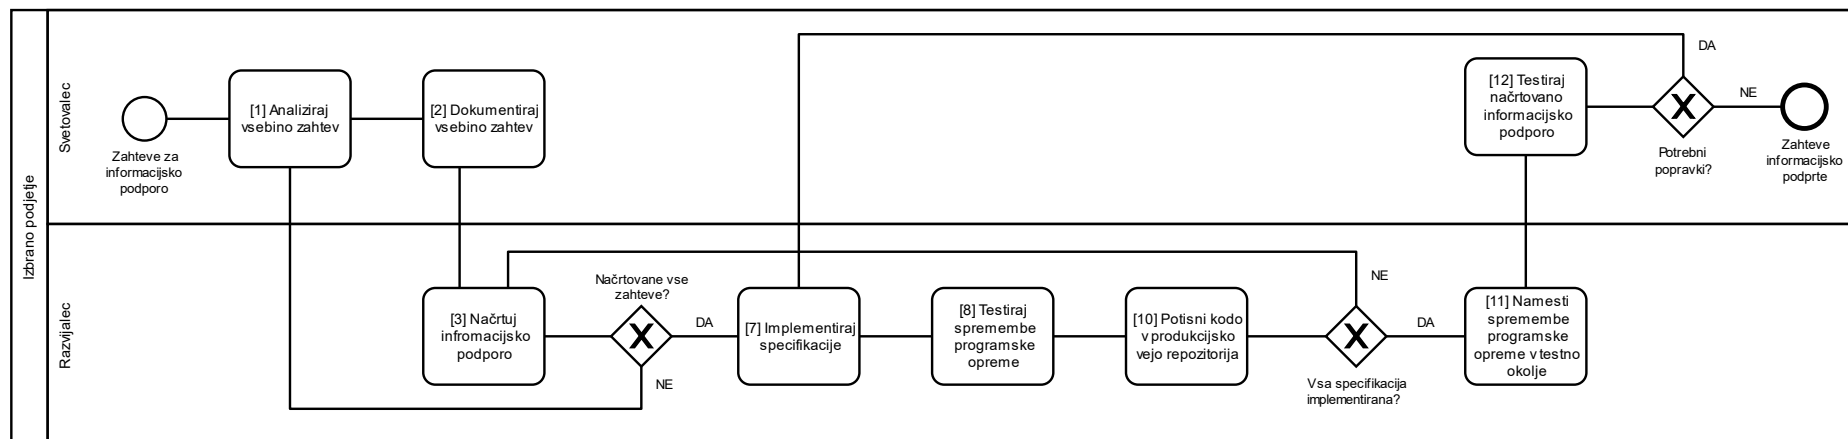 Izbrano podjetje
Svetovalec
Zahteve za
informacijsko
podporo
[1] Analiziraj
vsebino zahtev
[2] Dokumentiraj
vsebino zahtev
[12] Testiraj
načrtovano
informacijsko
podporo
DA
NE
Potrebni
popravki?
Zahteve
informacijsko
podprte
Razvijalec
[3] Načrtuj
infromacijsko
podporo
Načrtovane vse
zahteve?
DA
NE
[7] Implementiraj
specifikacije
[8] Testiraj
spremembe
programske
opreme
[10] Potisni kodo
v produkcijsko
vejo repozitorija
NE
DA
Vsa specifikacija
implementirana?
[11] Namesti
spremembe
programske
opreme v testno
okolje